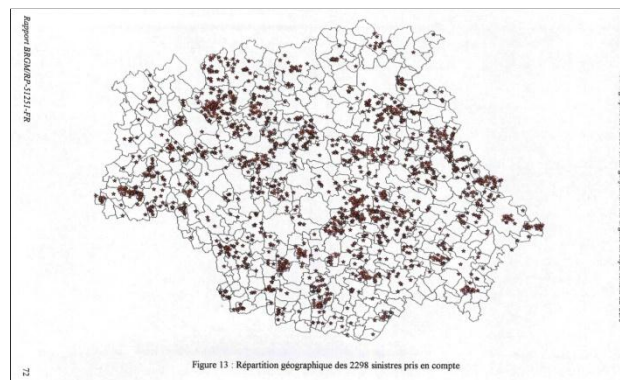 Rapport BRGM/RP-51251-FR
Figure 13 : Répartition géographique des 2298 sinistres pris en compte
72